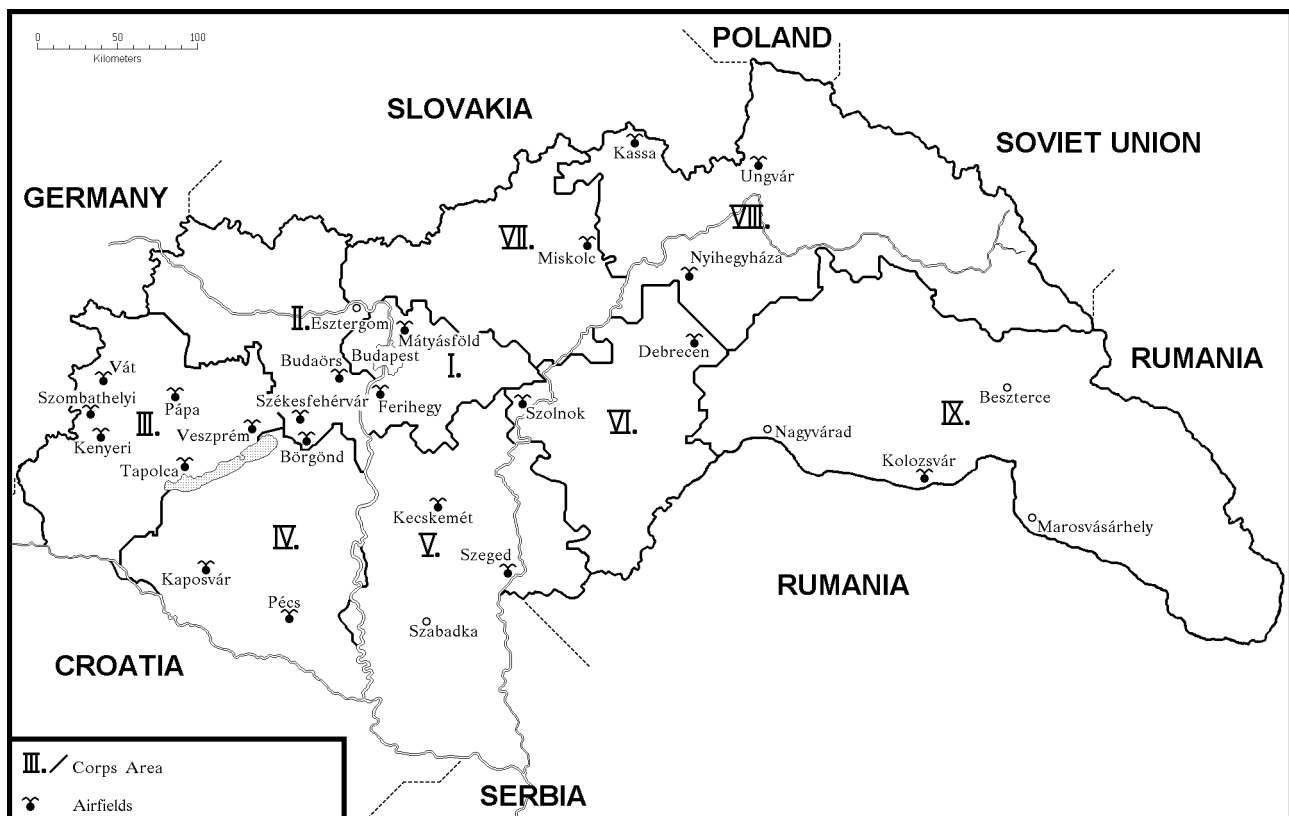 POLAND
0 50 100
Kilometers
SLOVAKIA
SOVIET UNION
Kassa
Ungvár
GERMANY
VIII.
VII.
Miskolc
Nyihegyháza
II.
Esztergom
Mátyásföld
Budapest
I.
Budaörs
Debrecen
RUMANIA
Vát
Szombathelyi
Pápa
Székesfehérvár
Ferihegy
Szolnok
Beszterce
III.
VI.
IX.
Kenyeri
Veszprém
Nagyvárad
Börgönd
Tapolca
Kolozsvár
Kecskemét
Marosvásárhely
IV.
V.
Szeged
Kaposvár
RUMANIA
Pécs
Szabadka
CROATIA
III. Corps Area
SERBIA
Airfields